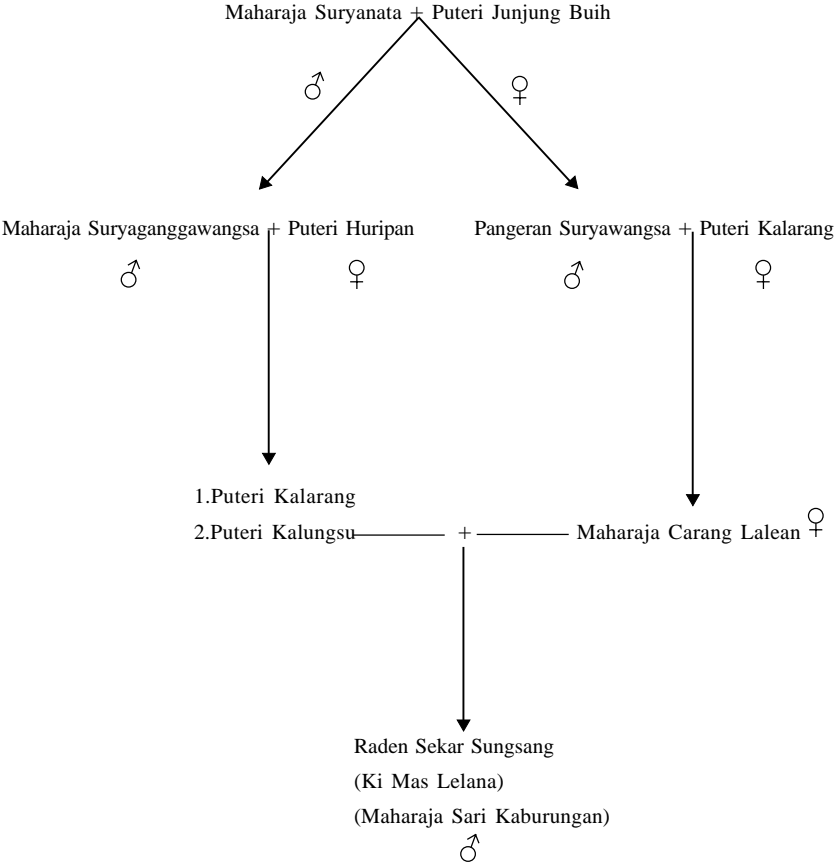 Maharaja Suryanata + Puteri Junjung Buih
♂ ♀
Maharaja Suryaganggawangsa + Puteri Huripan
♂ ♀
Pangeran Suryawangsa + Puteri Kalarang
♂ ♀
1.Puteri Kalarang
2.Puteri Kalungsu + Maharaja Carang Lalean ♀
Raden Sekar Sungsang
(Ki Mas Lelana)
(Maharaja Sari Kaburungan)
♂